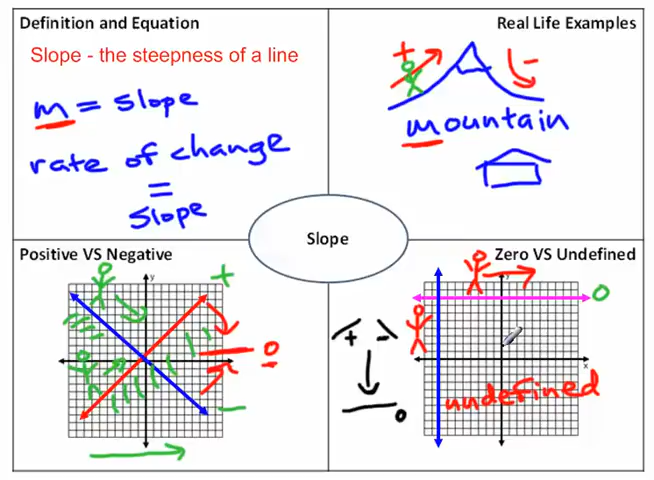 Definition and Equation
Slope - the steepness of a line
m = slope
rate of change
=
slope
Real Life Examples
+
-
mountain
Slope
Positive VS Negative
y
+
0
-
Zero VS Undefined
y
0
x
+ -
0
undefined